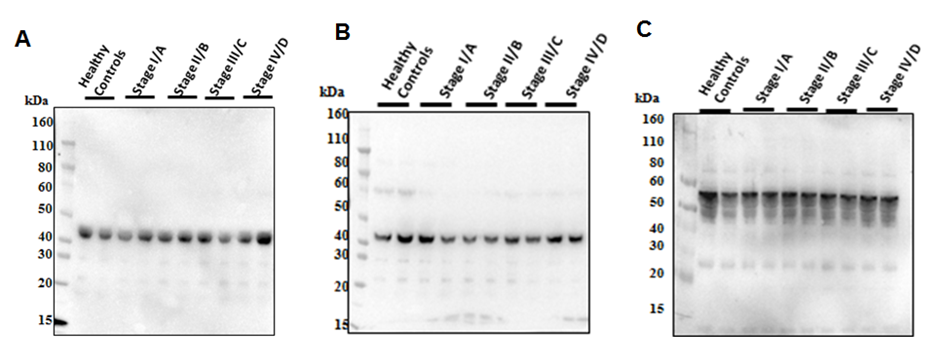 A
Healthy
Controls
Stage I/A
Stage II/B
Stage III/C
Stage IV/D
kDa
160
110
80
60
50
40
30
20
15
B
Healthy
Controls
Stage I/A
Stage II/B
Stage III/C
Stage IV/D
kDa
160
110
80
60
50
40
30
20
15
C
Healthy
Controls
Stage I/A
Stage II/B
Stage III/C
Stage IV/D
kDa
160
110
80
60
50
40
30
20
15